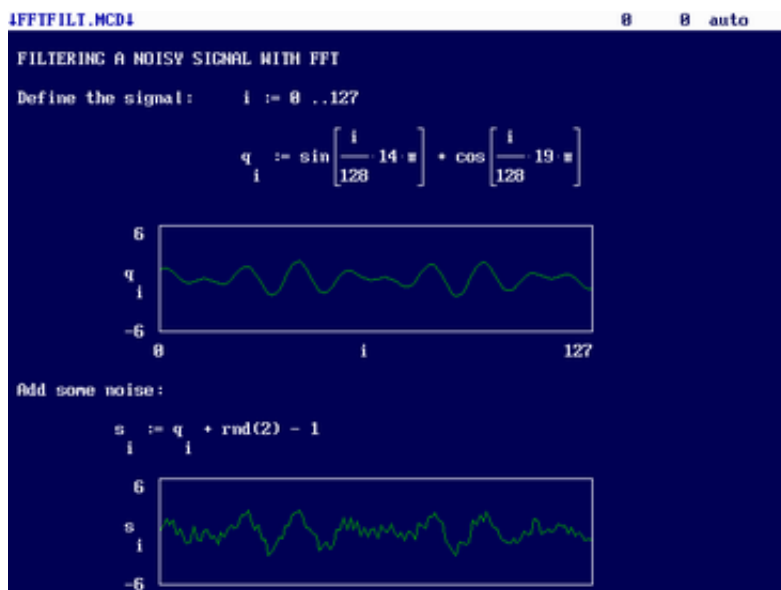 ↓FFTFILT.MCD↓ 0 0 auto
FILTERING A NOISY SIGNAL WITH FFT
Define the signal: i := 0 ..127
q i := sin[i/128 · 14 · π] + cos[i/128 · 19 · π]
6
q i
-6
0 i 127
Add some noise:
s i := q i + rnd(2) − 1
6
s i
-6